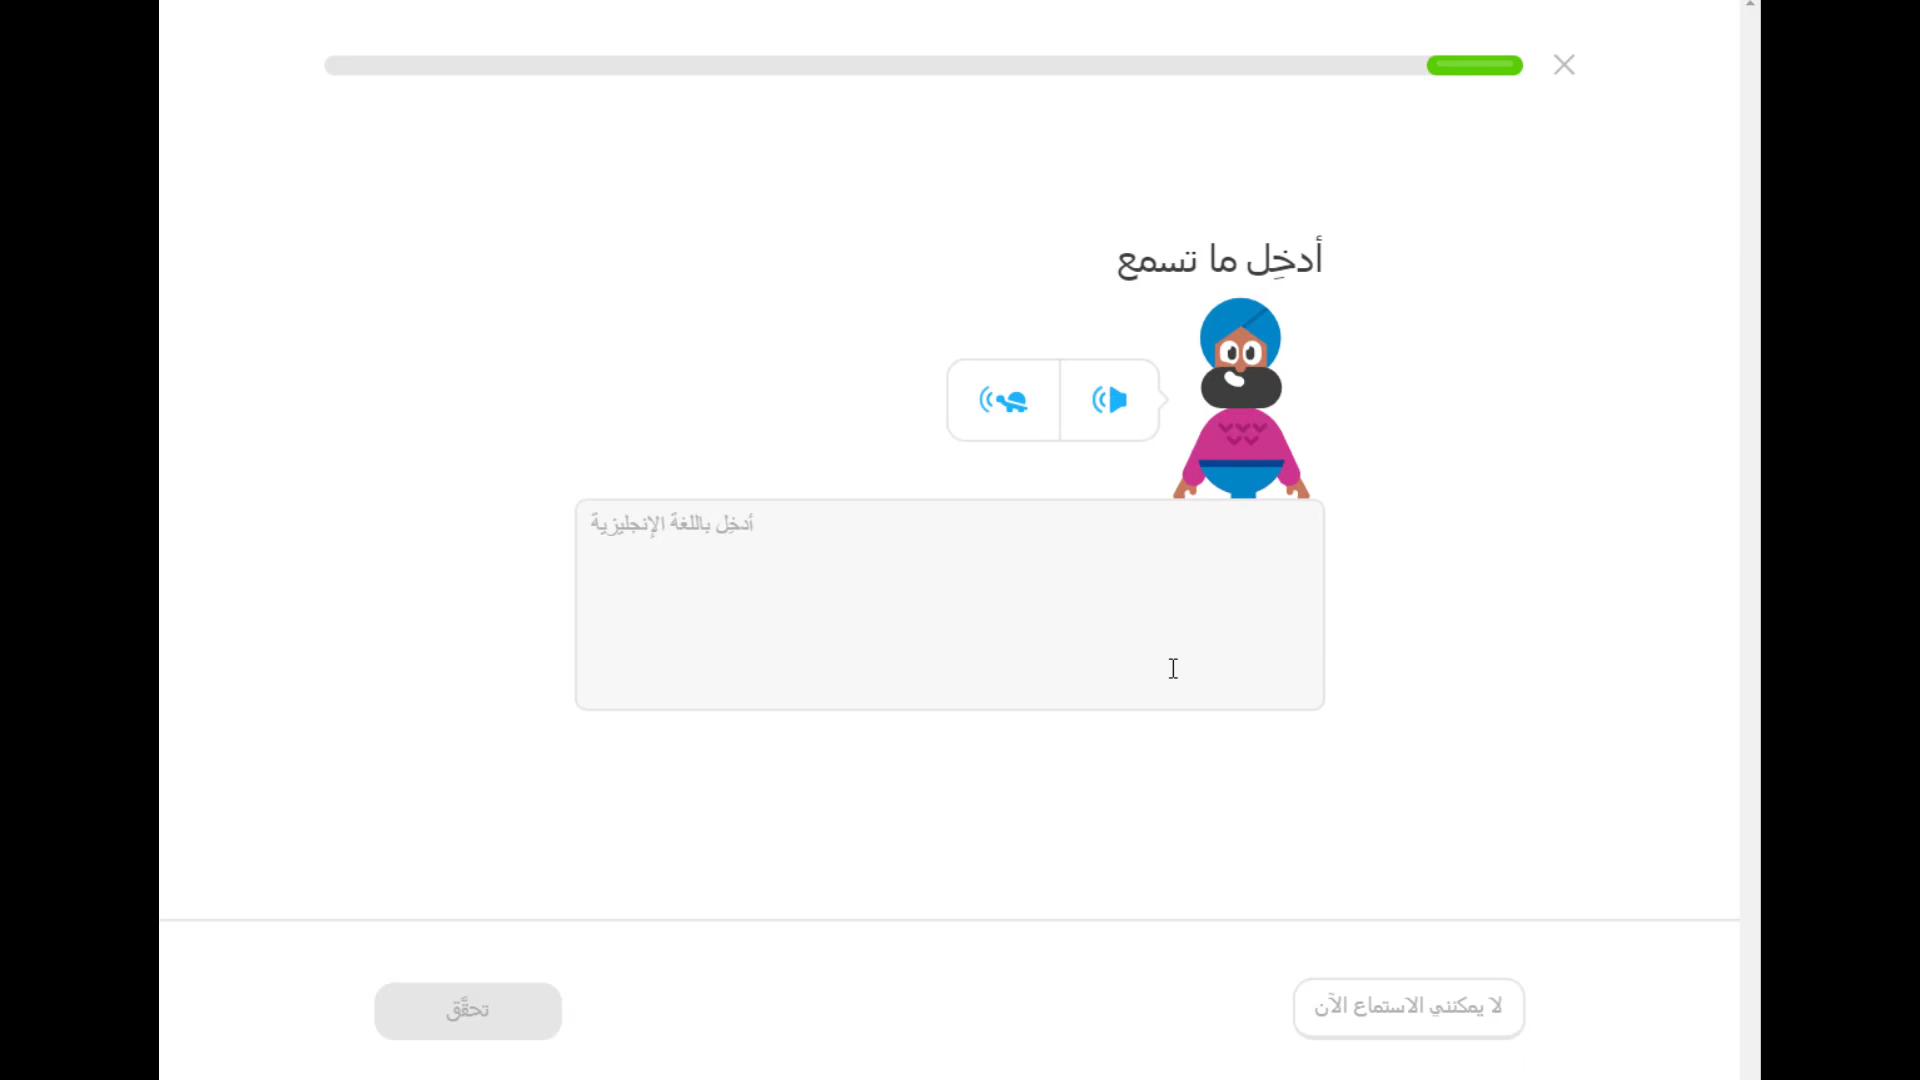 أدخِل ما تسمع
أدخِل باللغة الإنجليزية
لا يمكنني الاستماع الآن
تحقَّق